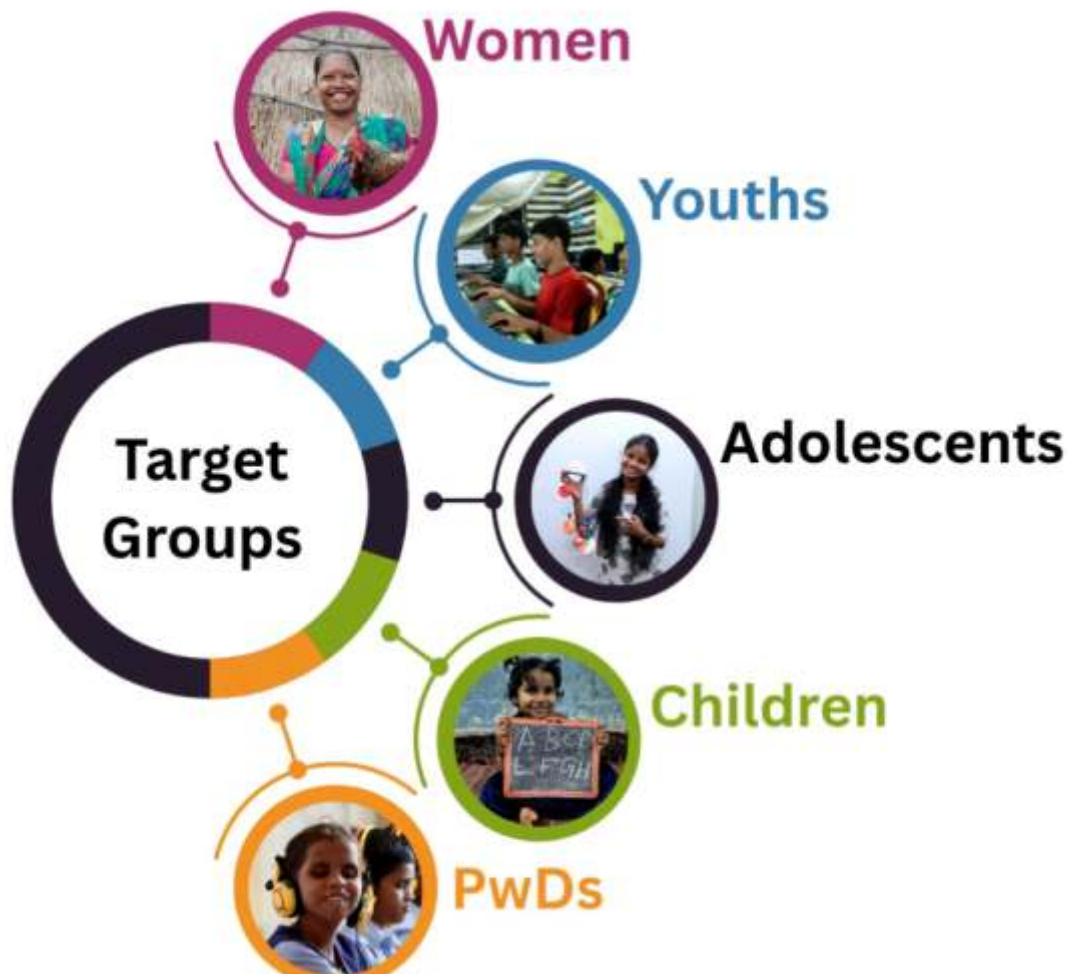 Women
Youths
Adolescents
Target
Groups
Children
A B C D
E F G H
PwDs